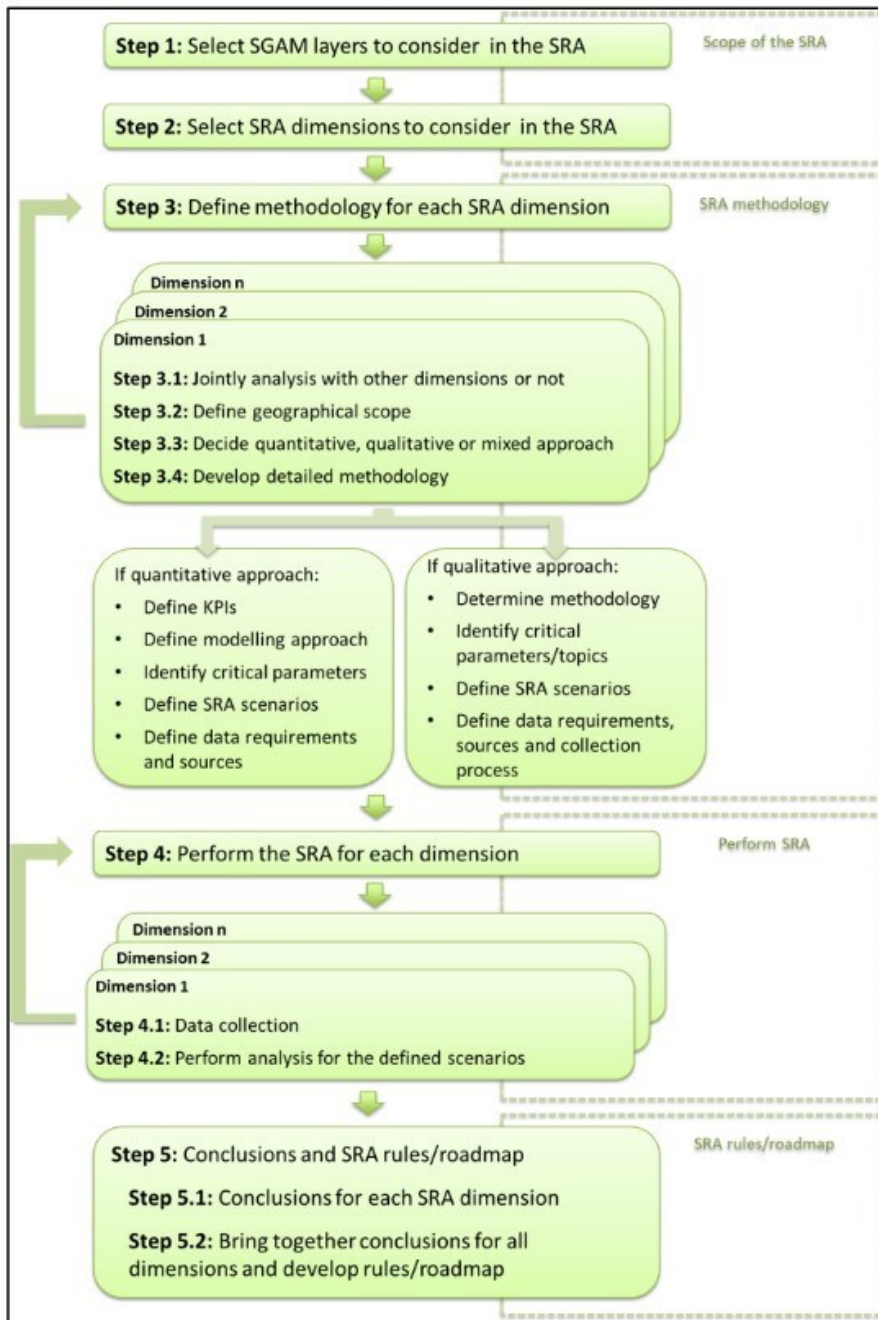 Step 1: Select SGAM layers to consider in the SRA
Scope of the SRA
Step 2: Select SRA dimensions to consider in the SRA
Step 3: Define methodology for each SRA dimension
SRA methodology
Dimension n
Dimension 2
Dimension 1
Step 3.1: Jointly analysis with other dimensions or not
Step 3.2: Define geographical scope
Step 3.3: Decide quantitative, qualitative or mixed approach
Step 3.4: Develop detailed methodology
If quantitative approach:
• Define KPIs
• Define modelling approach
• Identify critical parameters
• Define SRA scenarios
• Define data requirements
and sources
If qualitative approach:
• Determine methodology
• Identify critical
parameters/topics
• Define SRA scenarios
• Define data requirements,
sources and collection
process
Step 4: Perform the SRA for each dimension
Perform SRA
Dimension n
Dimension 2
Dimension 1
Step 4.1: Data collection
Step 4.2: Perform analysis for the defined scenarios
Step 5: Conclusions and SRA rules/roadmap
SRA rules/roadmap
Step 5.1: Conclusions for each SRA dimension
Step 5.2: Bring together conclusions for all
dimensions and develop rules/roadmap